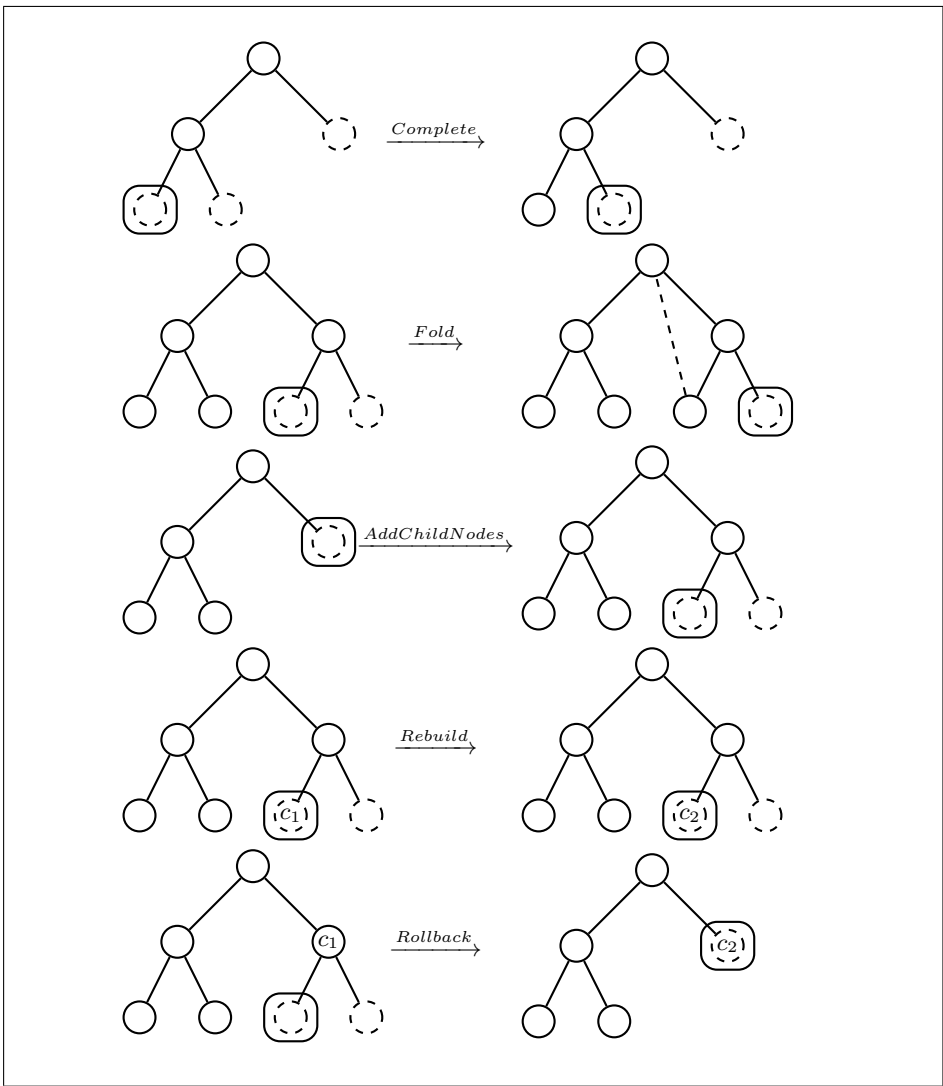 Complete
Fold
AddChildNodes
Rebuild
c₁ c₂
Rollback
c₁ c₂